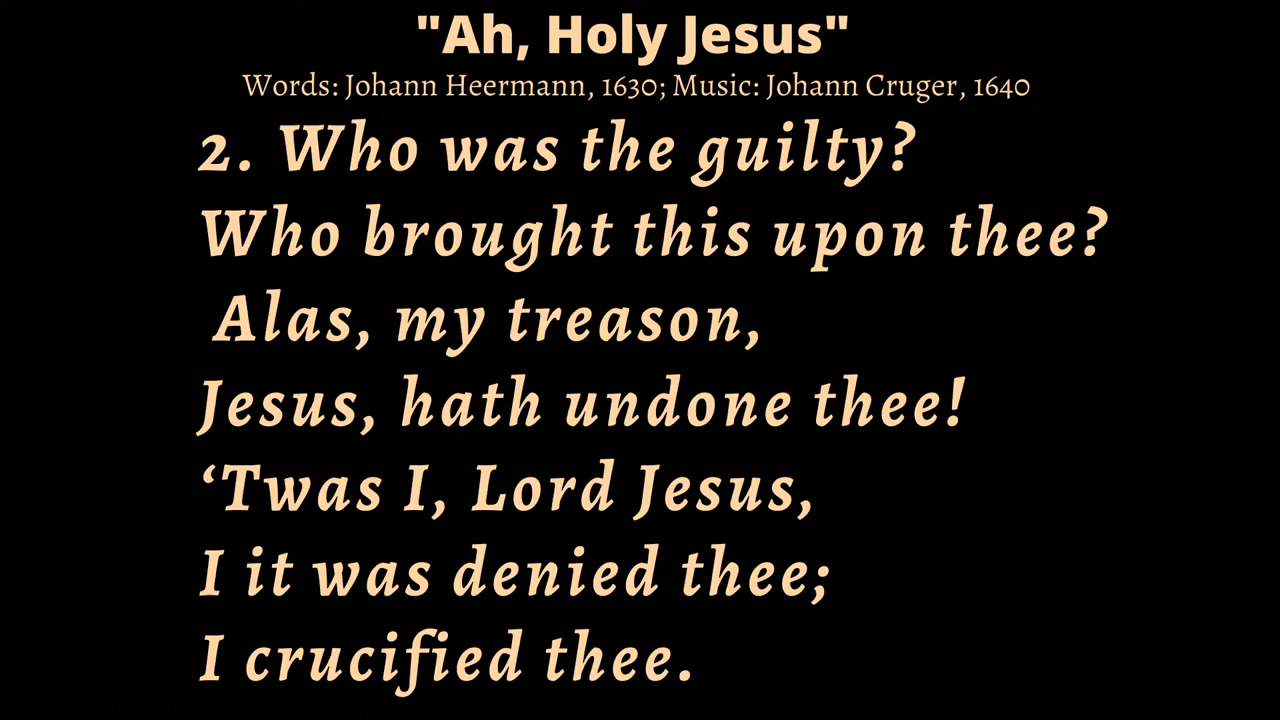 "Ah, Holy Jesus"
Words: Johann Heermann, 1630; Music: Johann Cruger, 1640
2. Who was the guilty?
Who brought this upon thee?
Alas, my treason,
Jesus, hath undone thee!
‘Twas I, Lord Jesus,
I it was denied thee;
I crucified thee.